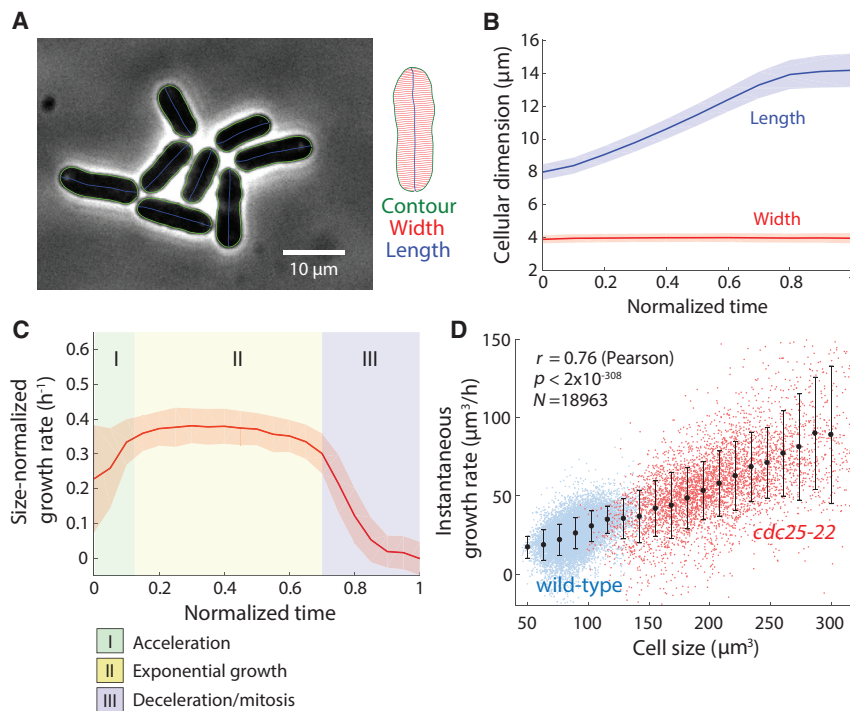 A
10 µm
Contour
Width
Length
B
Cellular dimension (µm)
16
14
12
10
8
6
4
2
Length
Width
0
0.2
0.4
0.6
0.8
1
Normalized time
C
Size-normalized
growth rate (h⁻¹)
0.6
0.5
0.4
0.3
0.2
0.1
0
I
II
III
0
0.2
0.4
0.6
0.8
1
Normalized time
I Acceleration
II Exponential growth
III Deceleration/mitosis
D
Instantaneous
growth rate (µm³/h)
150
100
50
0
r = 0.76 (Pearson)
p < 2x10⁻³⁰⁸
N =18963
cdc25-22
wild-type
50
100
150
200
250
300
Cell size (µm³)